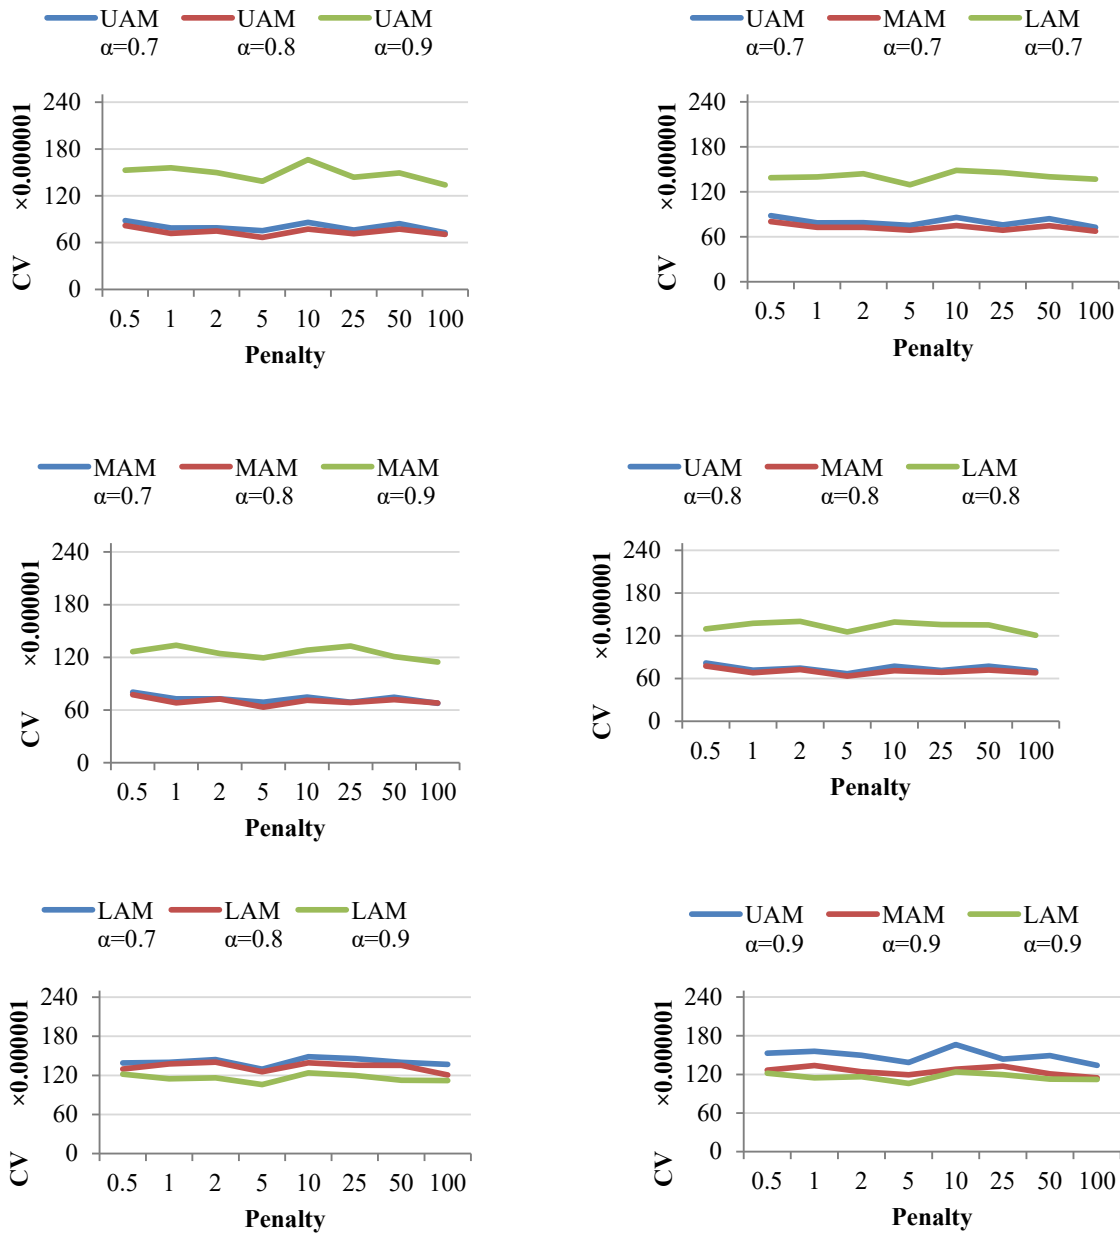 UAM UAM UAM
α=0.7 α=0.8 α=0.9
CV ×0.000001
240
180
120
60
0
0.5 1 2 5 10 25 50 100
Penalty
UAM MAM LAM
α=0.7 α=0.7 α=0.7
CV ×0.000001
240
180
120
60
0
0.5 1 2 5 10 25 50 100
Penalty
MAM MAM MAM
α=0.7 α=0.8 α=0.9
CV ×0.000001
240
180
120
60
0
0.5 1 2 5 10 25 50 100
Penalty
UAM MAM LAM
α=0.8 α=0.8 α=0.8
CV ×0.000001
240
180
120
60
0
0.5 1 2 5 10 25 50 100
Penalty
LAM LAM LAM
α=0.7 α=0.8 α=0.9
CV ×0.000001
240
180
120
60
0
0.5 1 2 5 10 25 50 100
Penalty
UAM MAM LAM
α=0.9 α=0.9 α=0.9
CV ×0.000001
240
180
120
60
0
0.5 1 2 5 10 25 50 100
Penalty